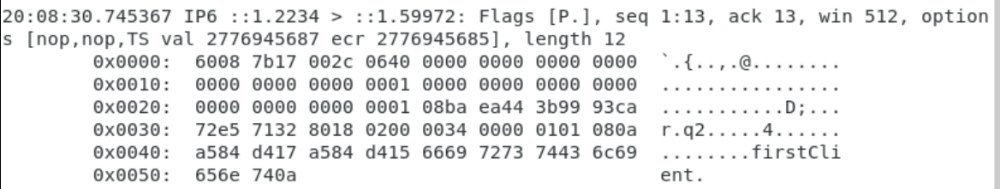 20:08:30.745367 IP6 ::1.2234 > ::1.59972: Flags [P.], seq 1:13, ack 13, win 512, option
s [nop,nop,TS val 2776945687 ecr 2776945685], length 12
0x0000:  6008 7b17 002c 0640 0000 0000 0000 0000  `.{..,.@........
0x0010:  0000 0000 0000 0001 0000 0000 0000 0000  ................
0x0020:  0000 0000 0000 0001 08ba ea44 3b99 93ca  ...........D;...
0x0030:  72e5 7132 8018 0200 0034 0000 0101 080a  r.q2.....4......
0x0040:  a584 d417 a584 d415 6669 7273 7443 6c69  ........firstCli
0x0050:  656e 740a                                ent.